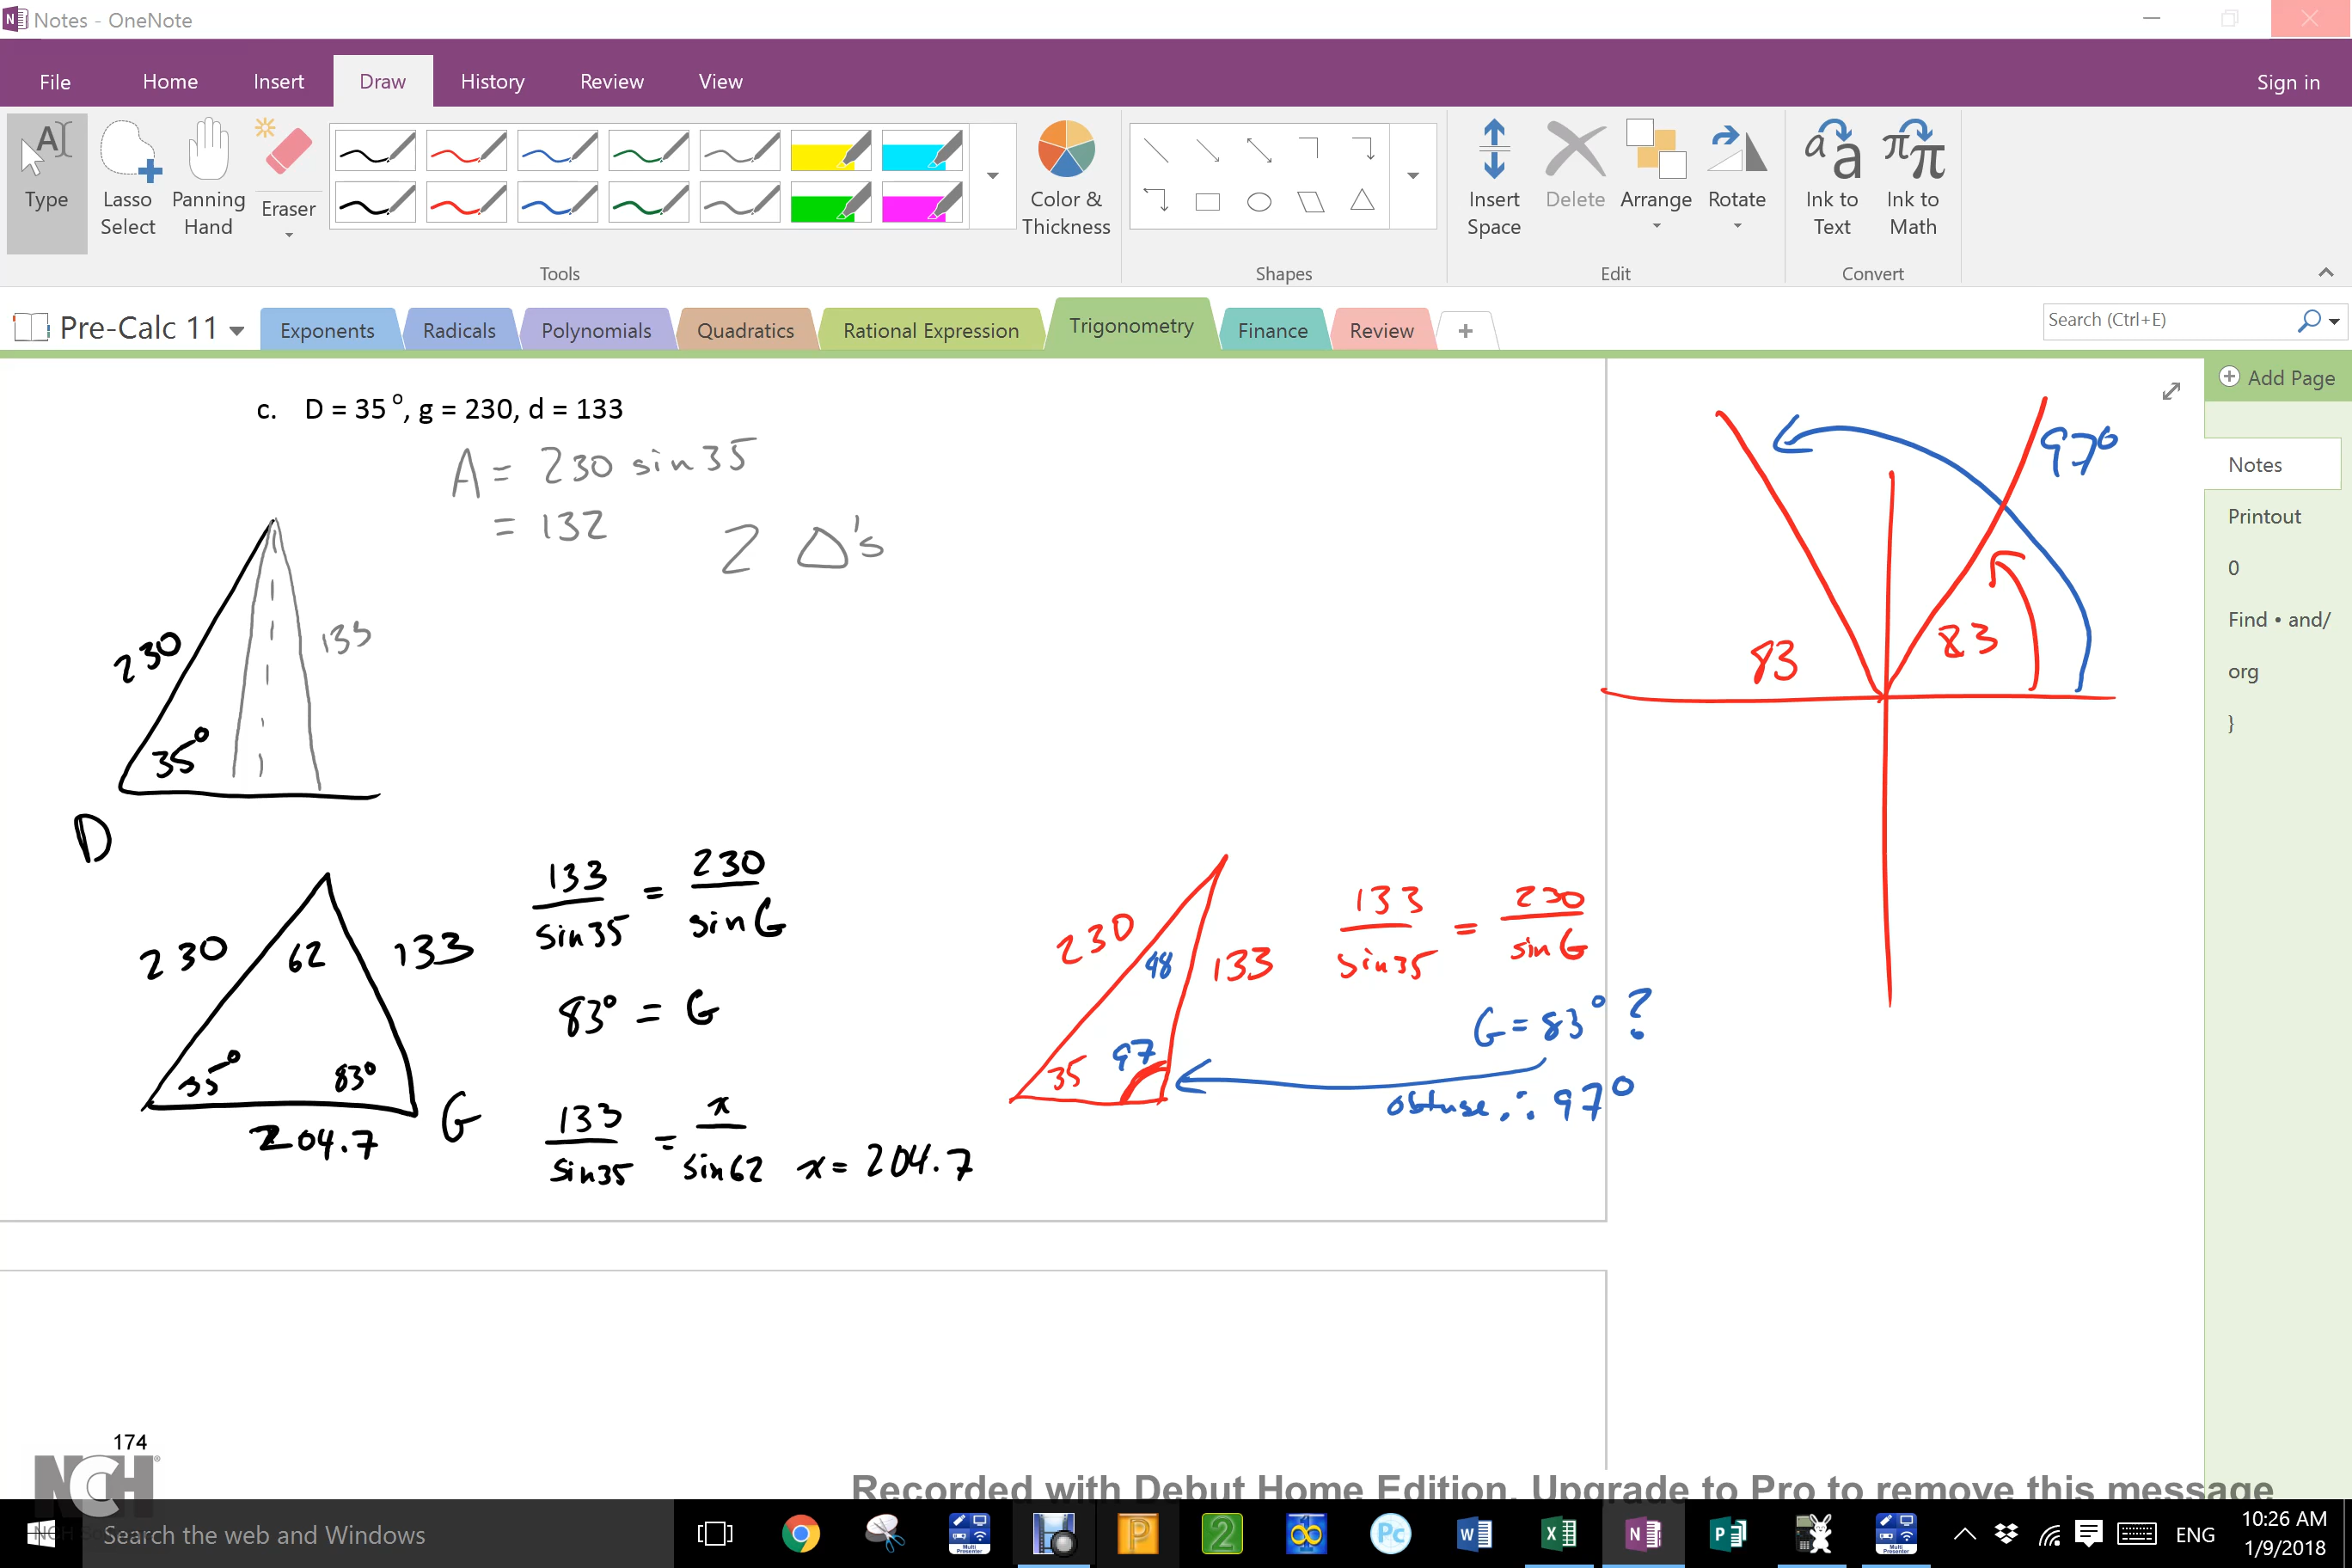 Notes - OneNote
File Home Insert Draw History Review View Sign in
Type
Lasso Select
Panning Hand
Eraser
Color & Thickness
Insert Space
Delete
Arrange
Rotate
Ink to Text
Ink to Math
Tools Shapes Edit Convert
Pre-Calc 11 Exponents Radicals Polynomials Quadratics Rational Expression Trigonometry Finance Review + Search (Ctrl+E)
Add Page
Notes
Printout
0
Find • and/
org
}
c. D = 35°, g = 230, d = 133
A = 230 sin 35
= 132
2 Δ's
230
133
35°
D
230
62
133
35°
83°
204.7
G
133/sin35 = 230/sin G
83° = G
133/sin35 = x/sin62 x = 204.7
230
48
133
35
97
133/sin35 = 230/sin G
G = 83° ?
obtuse ∴ 97°
97°
83
83
174
NCH
Recorded with Debut Home Edition. Upgrade to Pro to remove this message
Search the web and Windows
ENG
10:26 AM
1/9/2018